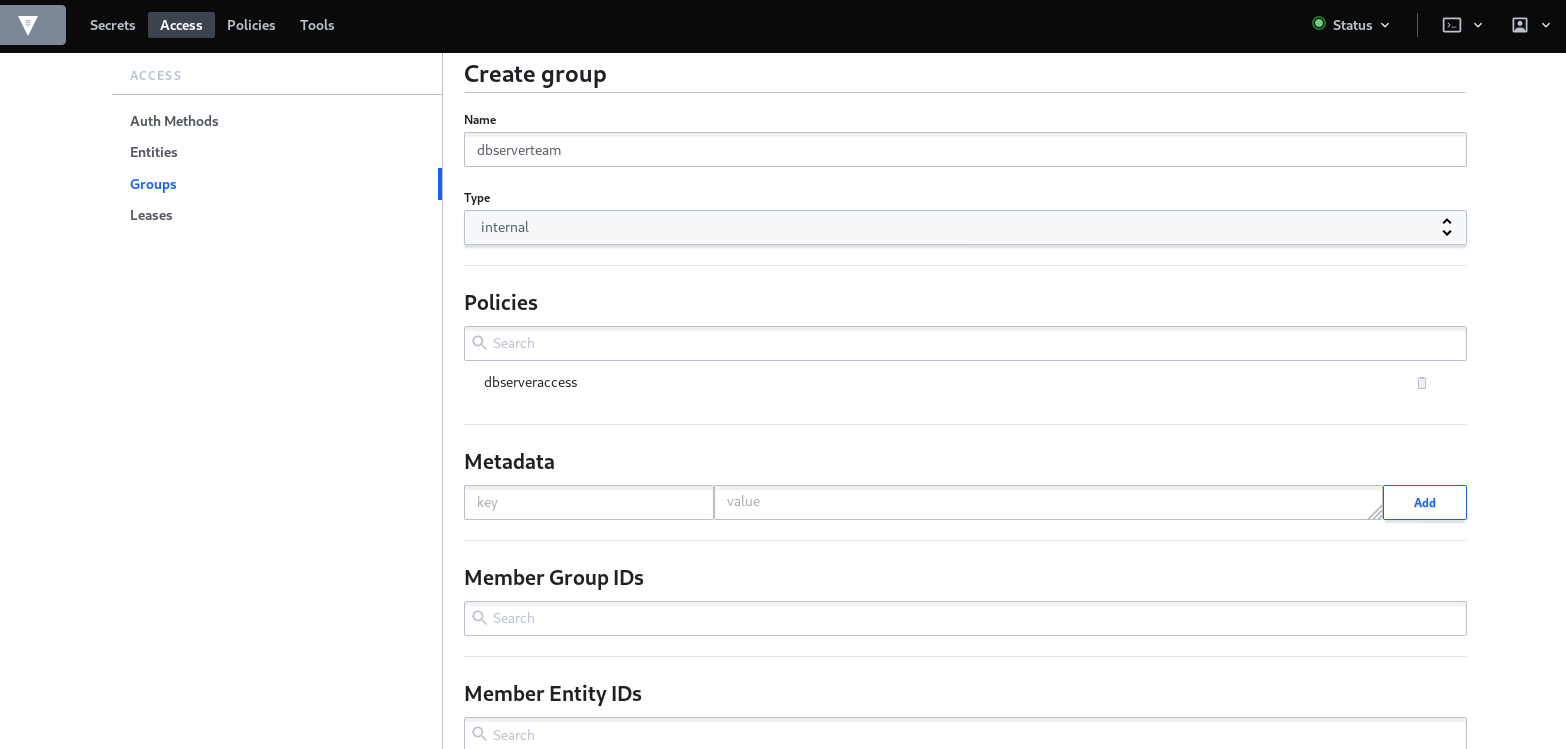 Secrets Access Policies Tools Status
ACCESS
Auth Methods
Entities
Groups
Leases
Create group
Name
dbserverteam
Type
internal
Policies
Search
dbserveraccess
Metadata
key value Add
Member Group IDs
Search
Member Entity IDs
Search